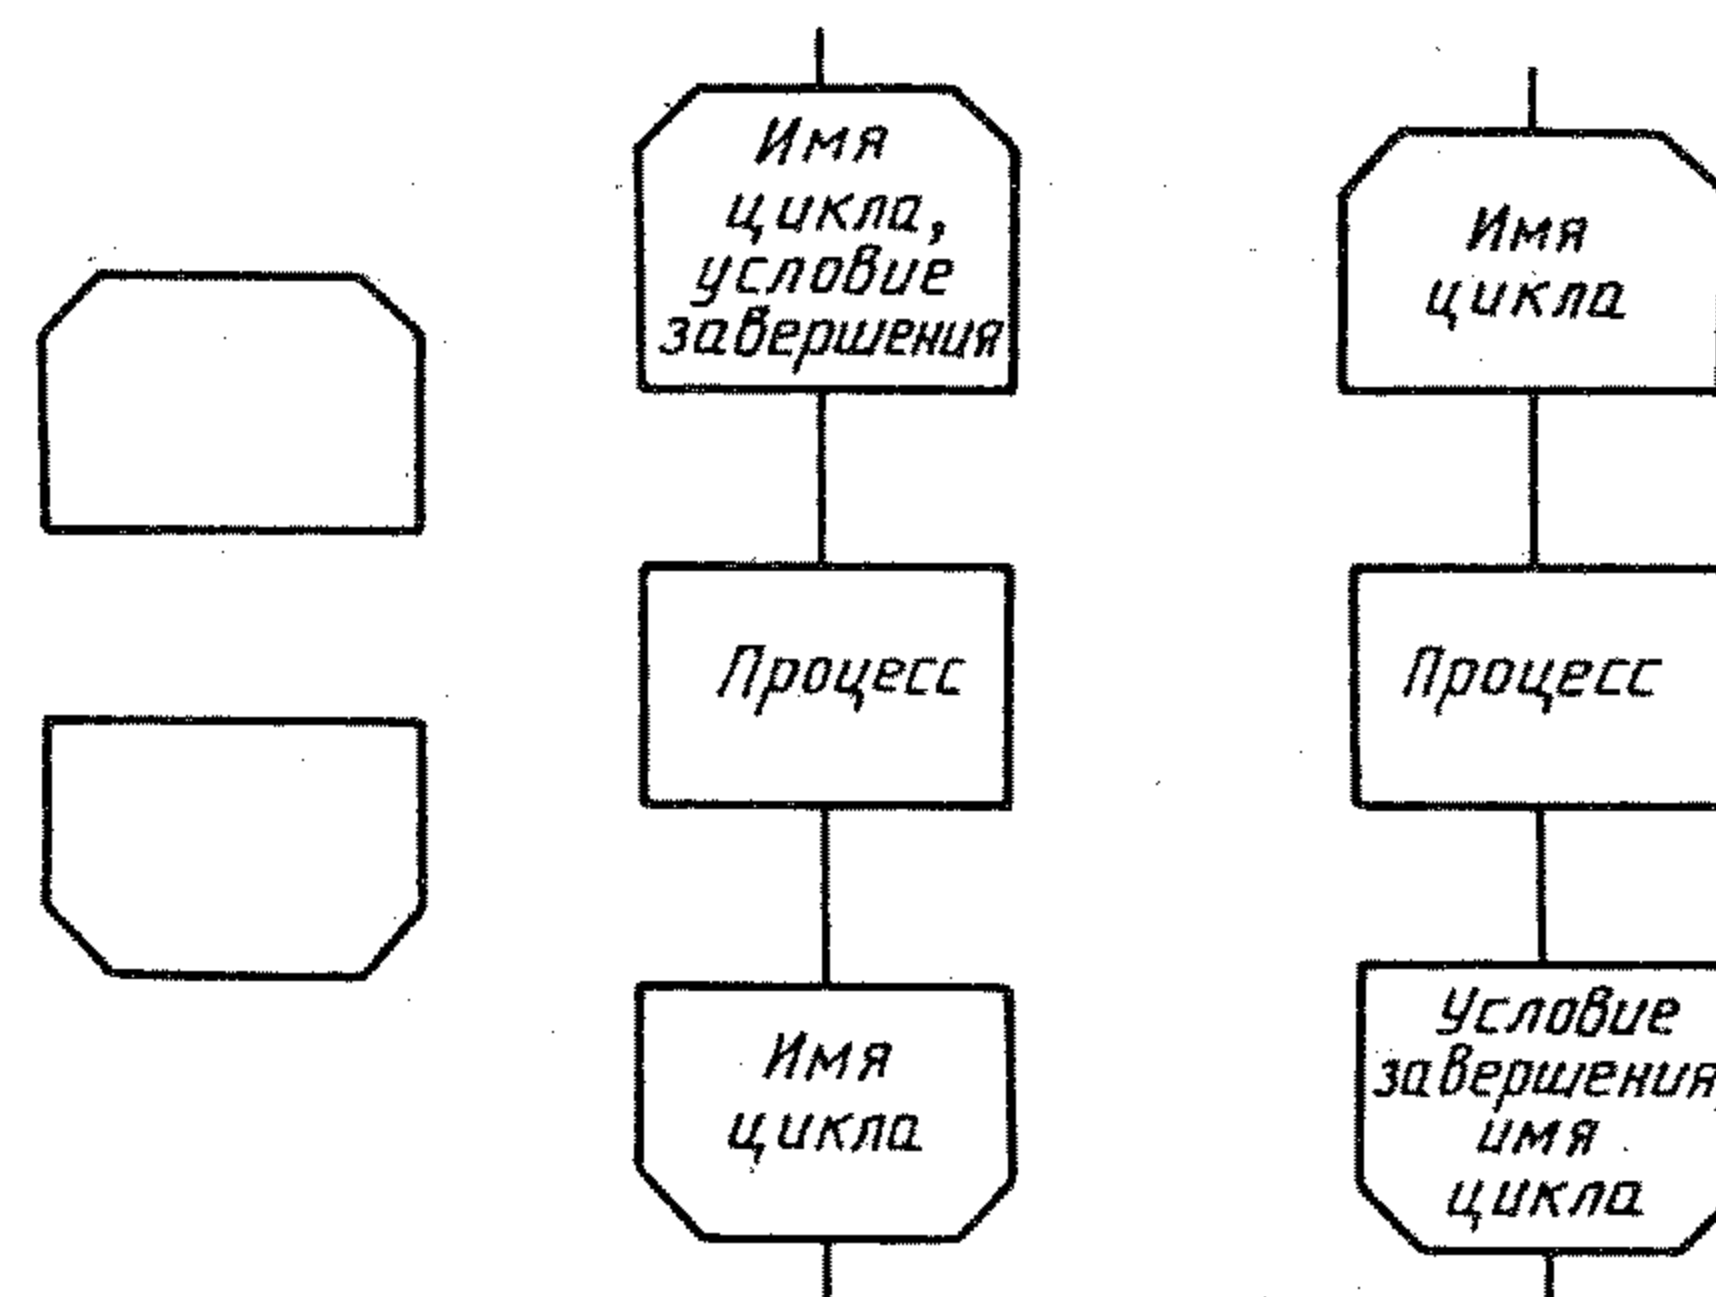 Имя
цикла,
условие
завершения
Процесс
Имя
цикла
Имя
цикла
Процесс
Условие
завершения,
имя
цикла